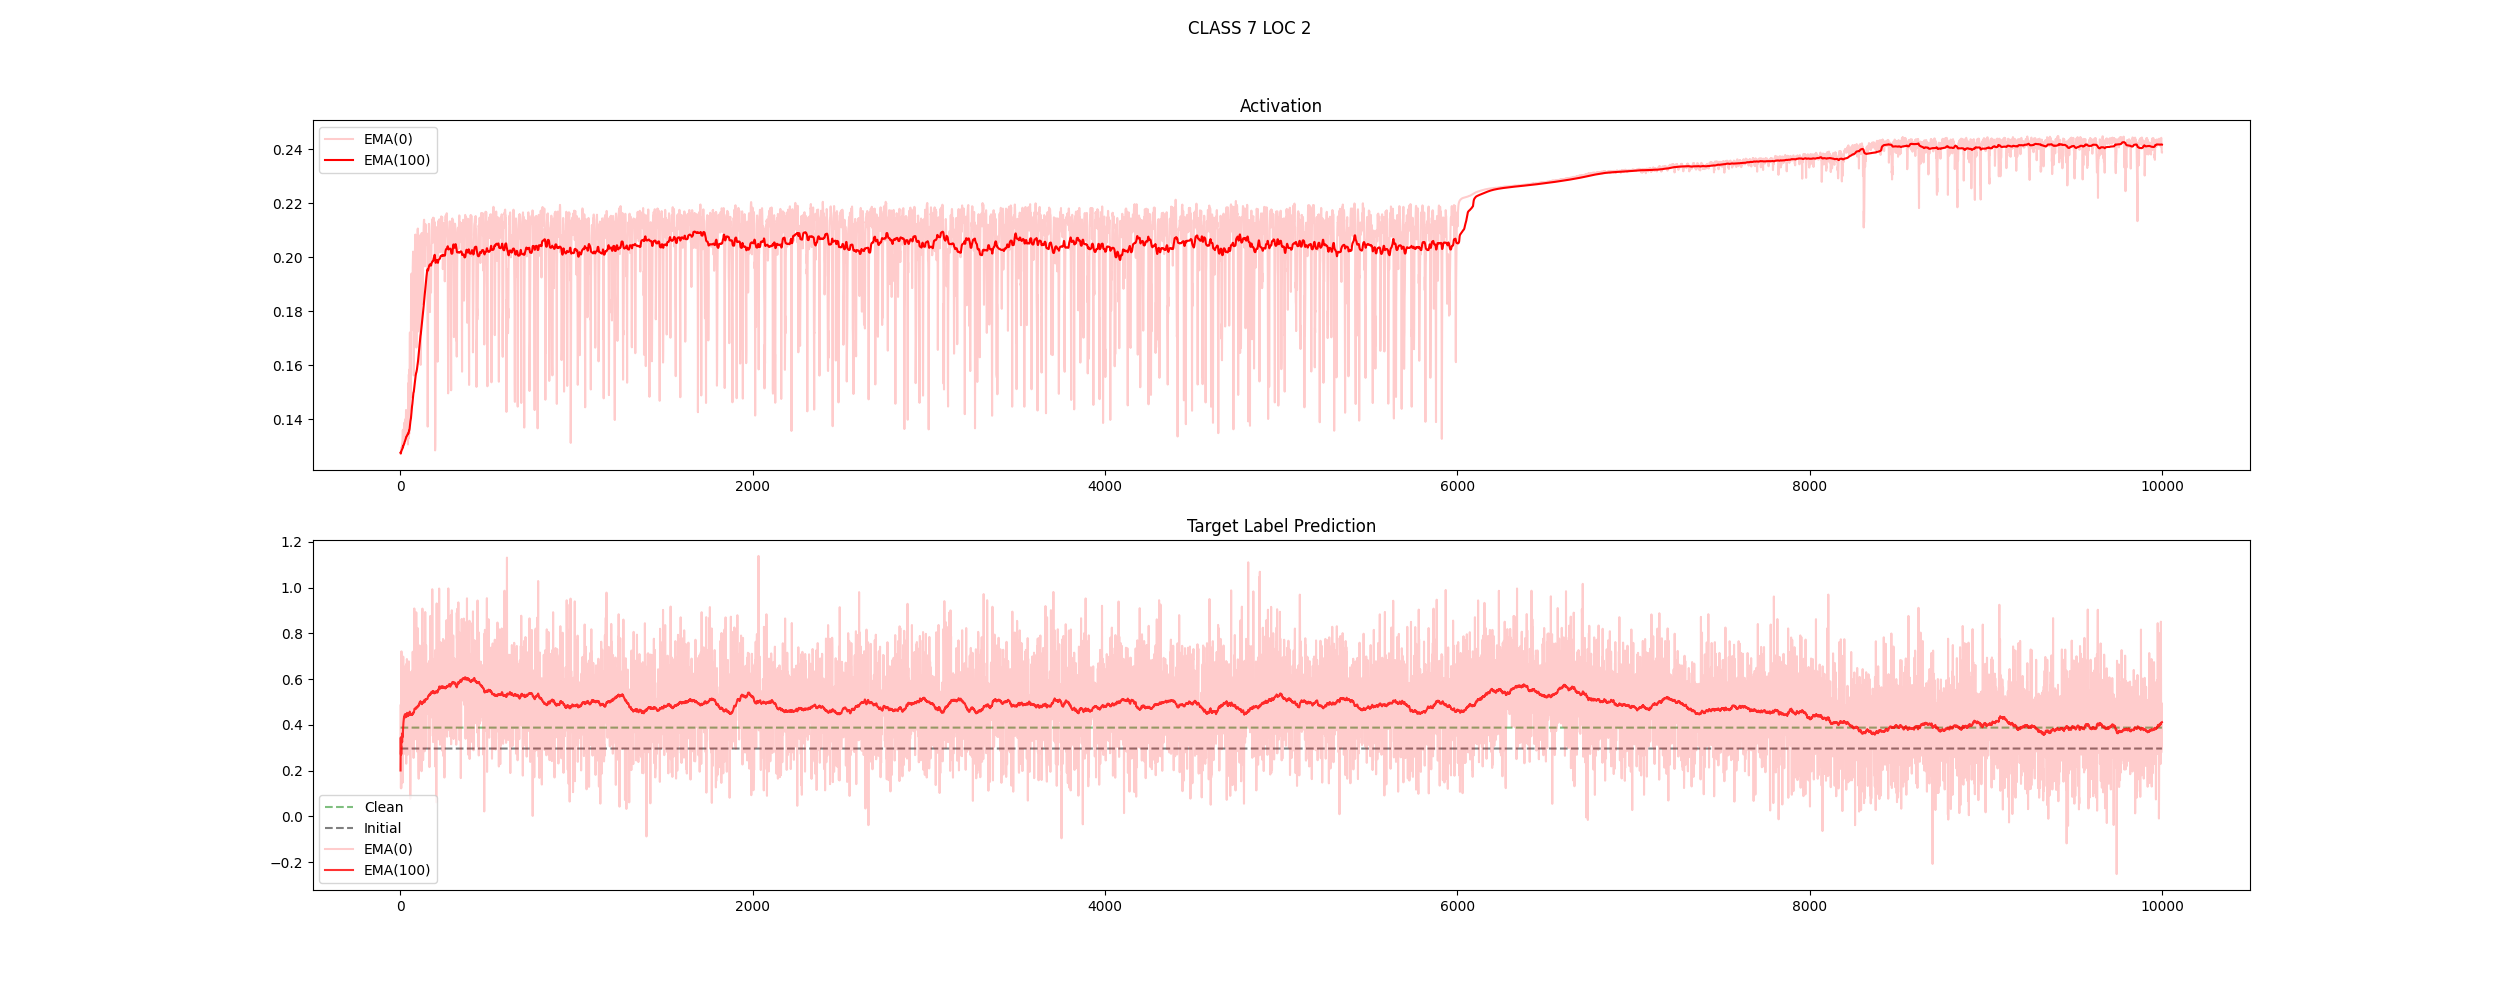 CLASS 7 LOC 2
Activation
EMA(0)
EMA(100)
0.24
0.22
0.20
0.18
0.16
0.14
0
2000
4000
6000
8000
10000
Target Label Prediction
1.2
1.0
0.8
0.6
0.4
0.2
0.0
−0.2
Clean
Initial
EMA(0)
EMA(100)
0
2000
4000
6000
8000
10000